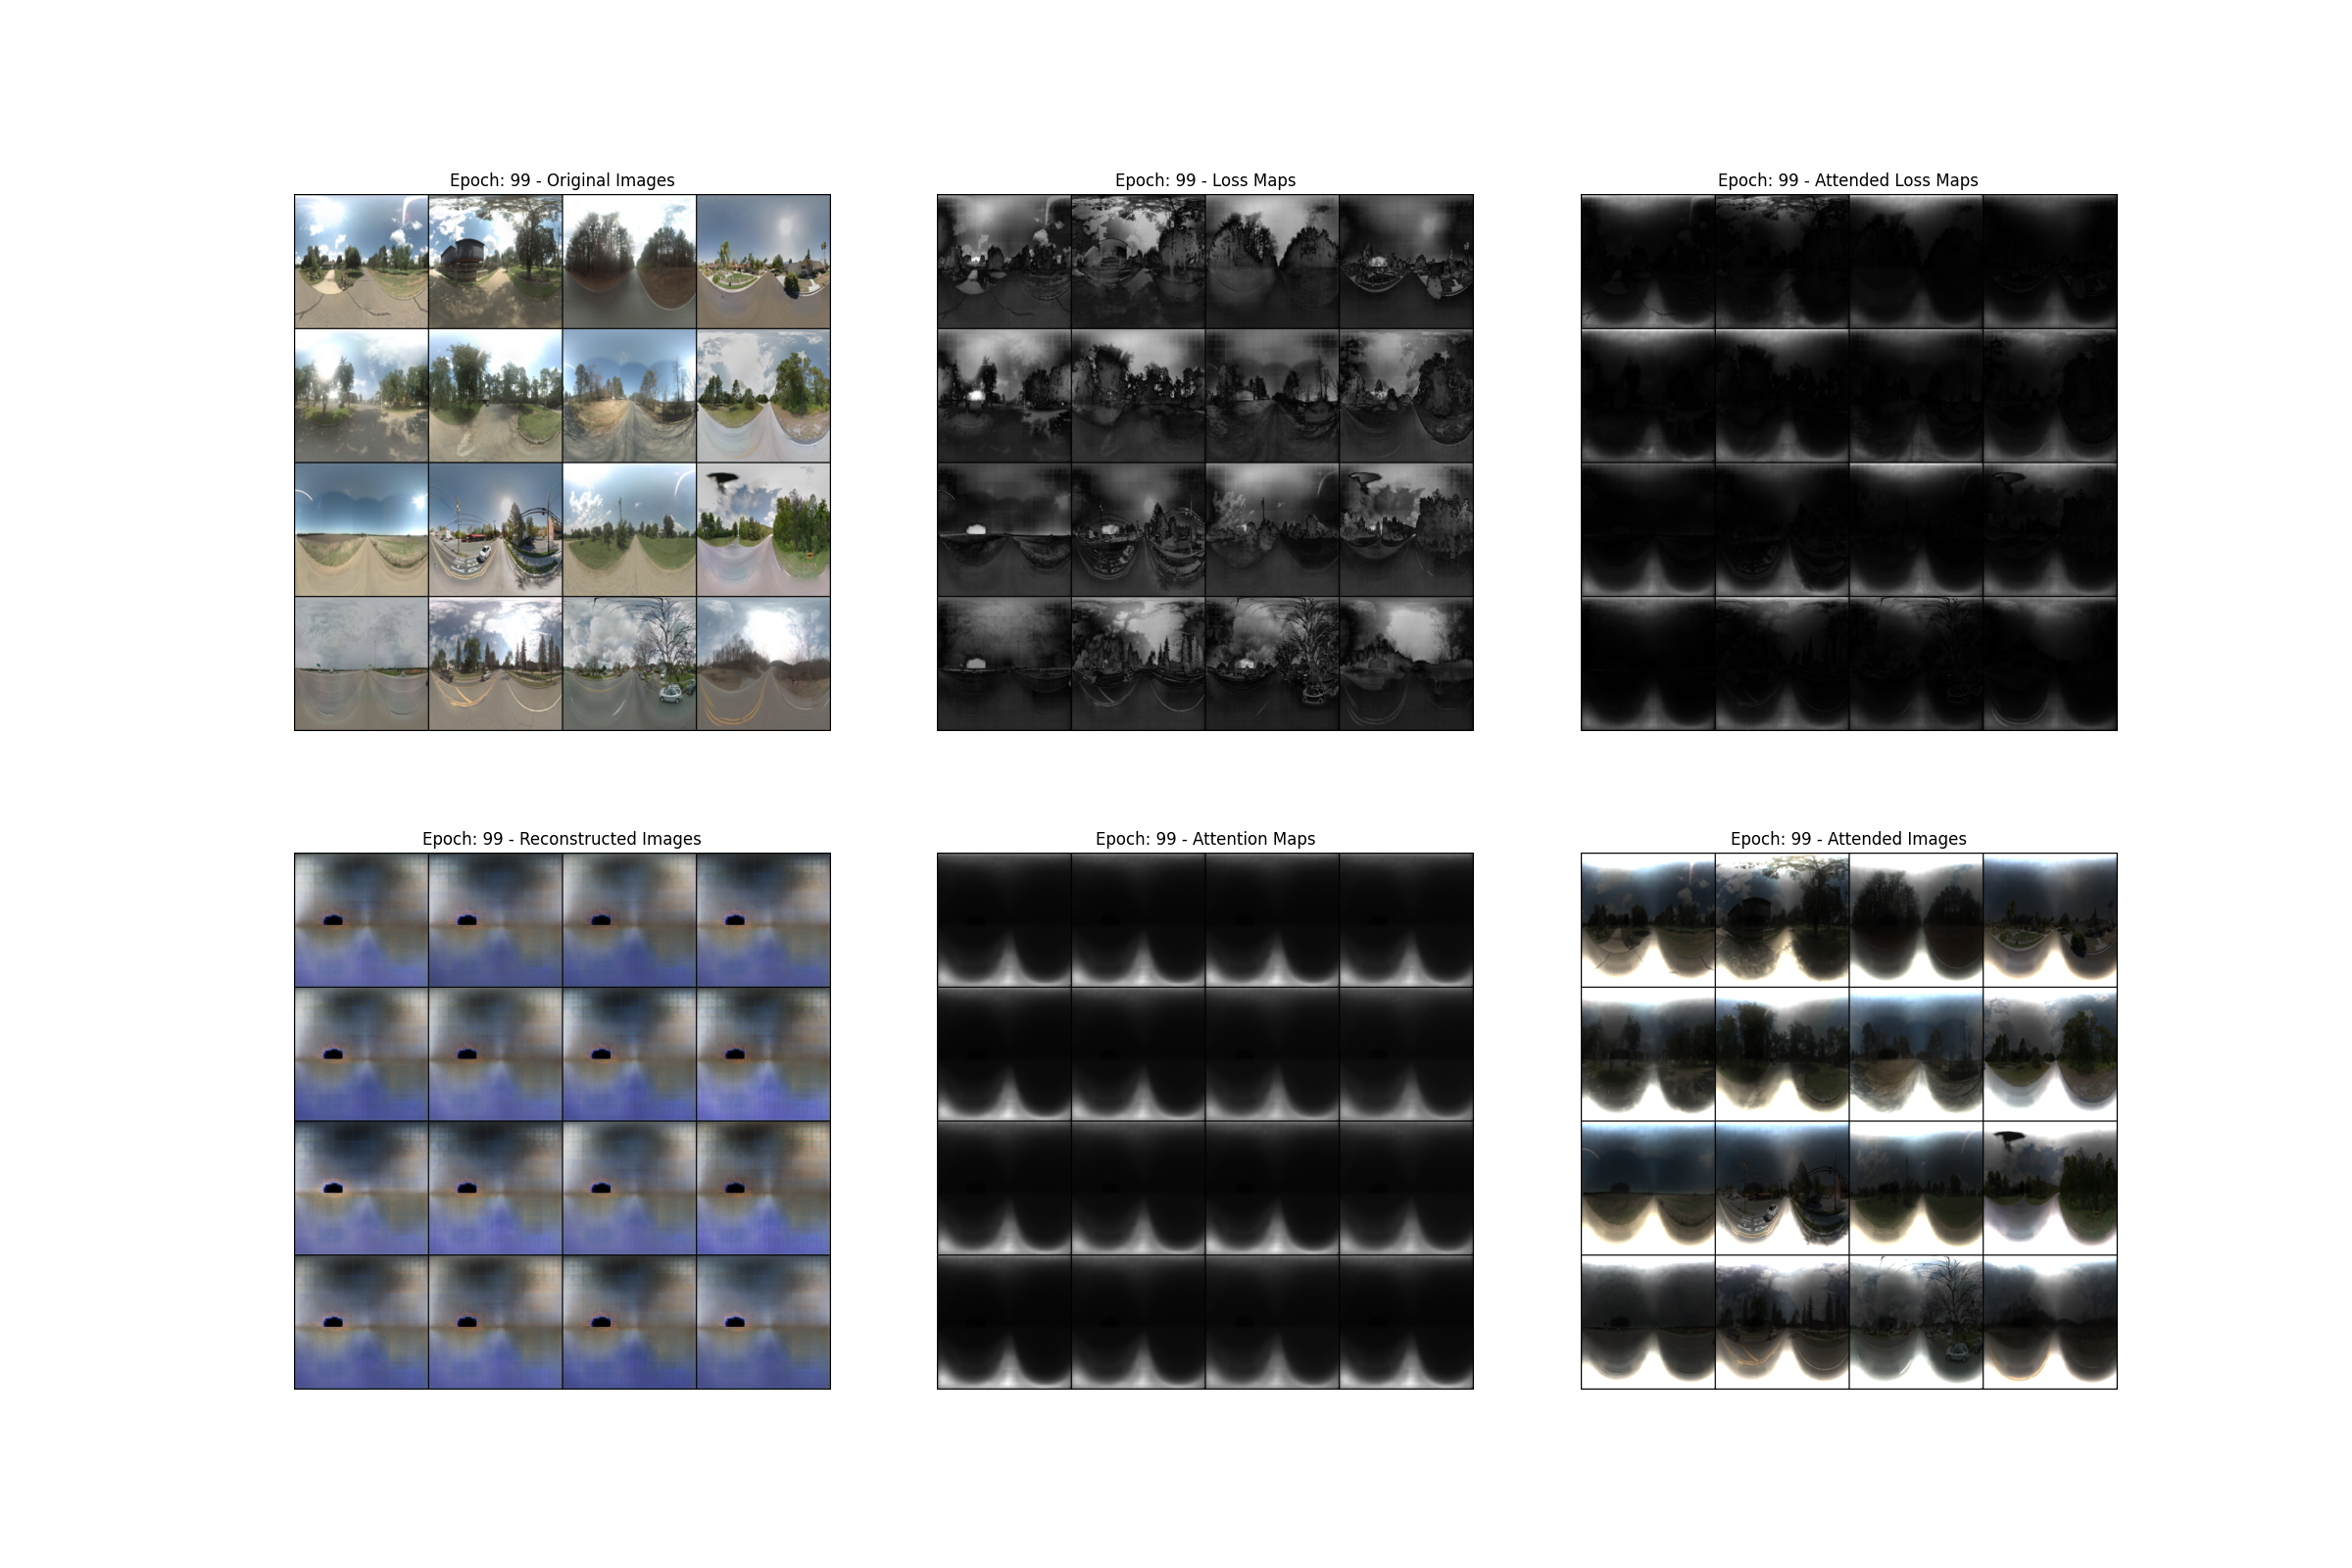 Epoch: 99 - Original Images
Epoch: 99 - Loss Maps
Epoch: 99 - Attended Loss Maps
Epoch: 99 - Reconstructed Images
Epoch: 99 - Attention Maps
Epoch: 99 - Attended Images